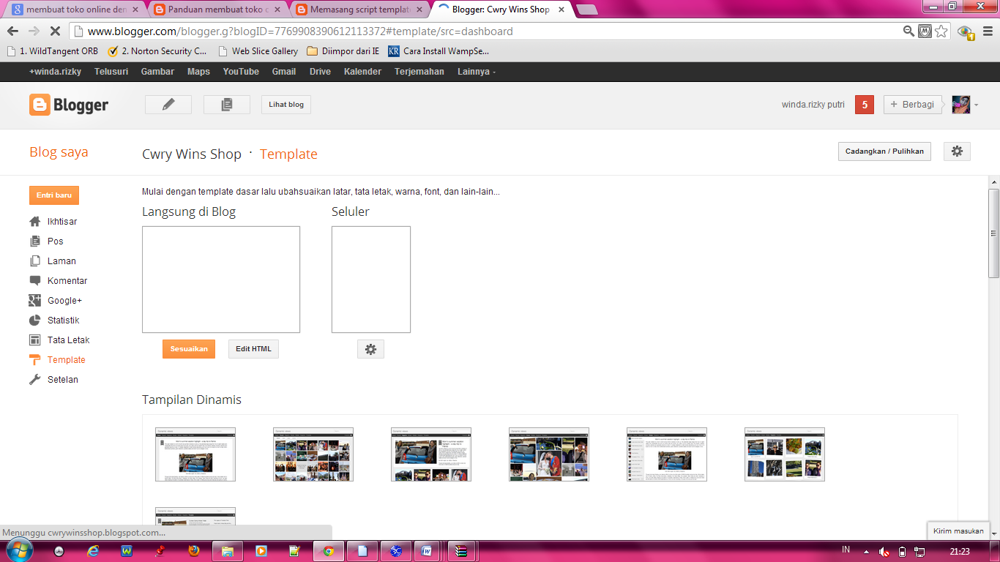 membuat toko online den
Panduan membuat toko o
Memasang script templat
Blogger: Cwry Wins Shop
www.blogger.com/blogger.g?blogID=7769908390612113372#template/src=dashboard
1. WildTangent ORB
2. Norton Security C...
Web Slice Gallery
Diimpor dari IE
KR Cara Install WampSe...
+winda.rizky Telusuri Gambar Maps YouTube Gmail Drive Kalender Terjemahan Lainnya
Blogger
Lihat blog
winda.rizky putri
5
+ Berbagi
Blog saya
Cwry Wins Shop · Template
Cadangkan / Pulihkan
Entri baru
Ikhtisar
Pos
Laman
Komentar
Google+
Statistik
Tata Letak
Template
Setelan
Mulai dengan template dasar lalu ubahsuaikan latar, tata letak, warna, font, dan lain-lain...
Langsung di Blog
Seluler
Sesuaikan
Edit HTML
Tampilan Dinamis
Menunggu cwrywinsshop.blogspot.com...
Kirim masukan
IN
21:23